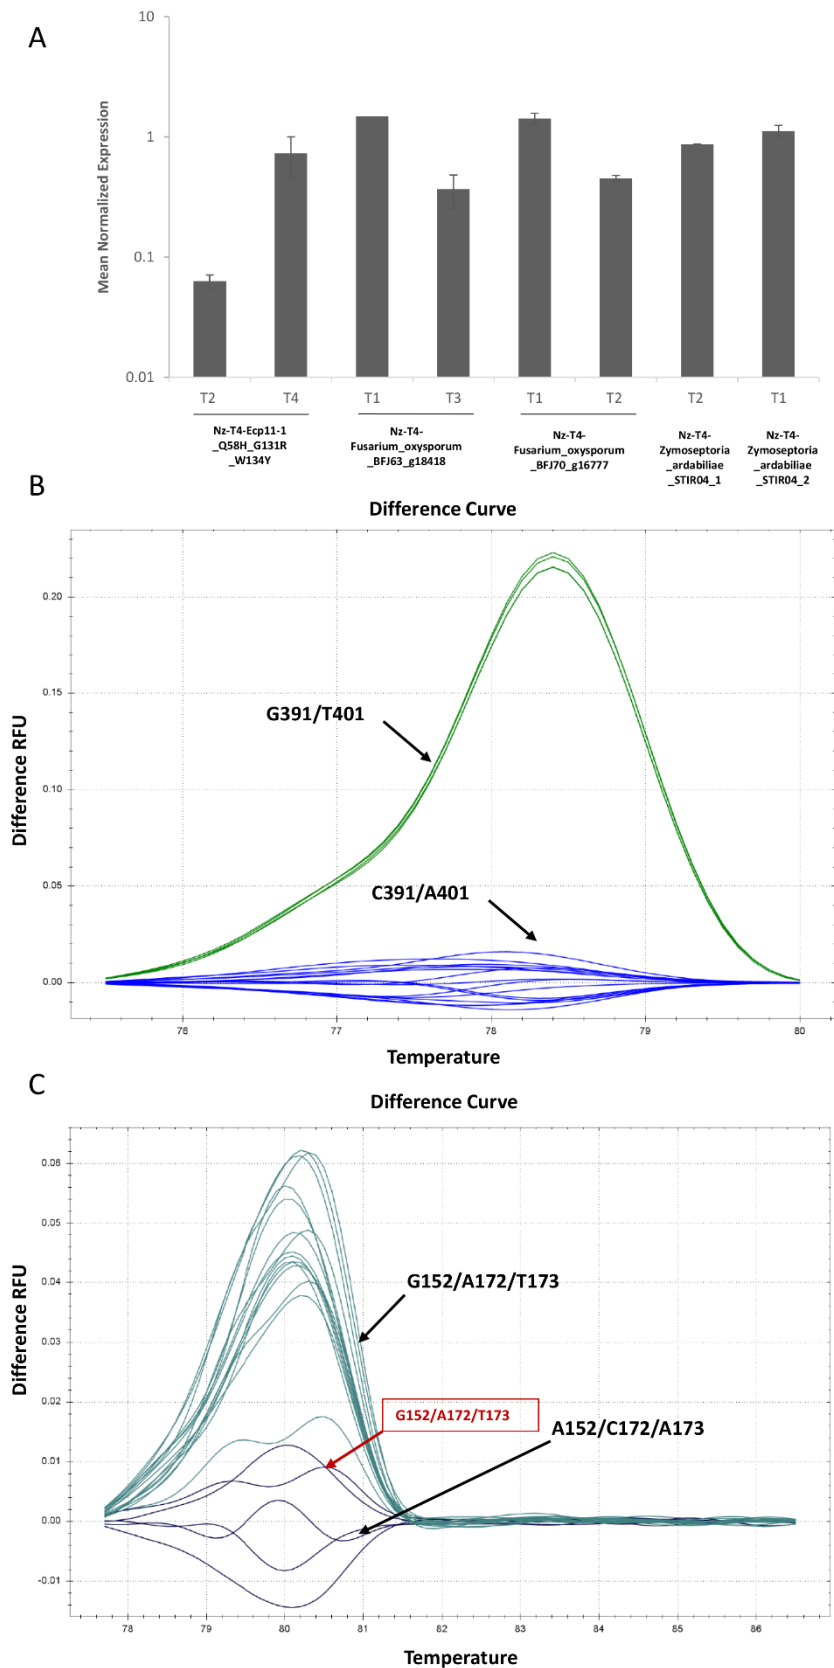 A
10
1
0.1
0.01
Mean Normalized Expression
T2 T4 T1 T3 T1 T2 T2 T1
Nz-T4-Ecp11-1
_Q58H_G131R
_W134Y
Nz-T4-
Fusarium_oxysporum
_BFJ63_g18418
Nz-T4-
Fusarium_oxysporum
_BFJ70_g16777
Nz-T4-
Zymoseptoria
_ardabiliae
_STIR04_1
Nz-T4-
Zymoseptoria
_ardabiliae
_STIR04_2
B
Difference Curve
0.20
0.15
0.10
0.05
0.00
Difference RFU
G391/T401
C391/A401
76 77 78 79 80
Temperature
C
Difference Curve
0.06
0.05
0.04
0.03
0.02
0.01
0.00
-0.01
Difference RFU
G152/A172/T173
G152/A172/T173
A152/C172/A173
78 79 80 81 82 83 84 85 86
Temperature